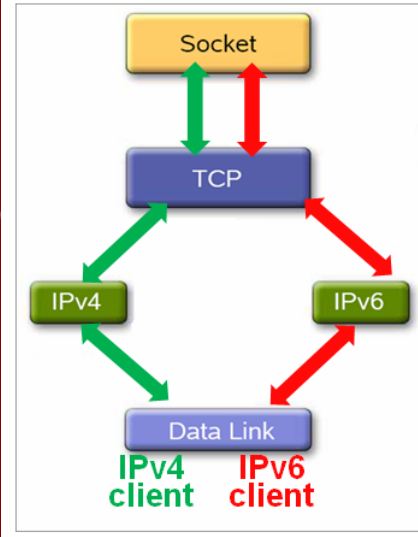 Socket
TCP
IPv4 IPv6
Data Link
IPv4 IPv6
client client